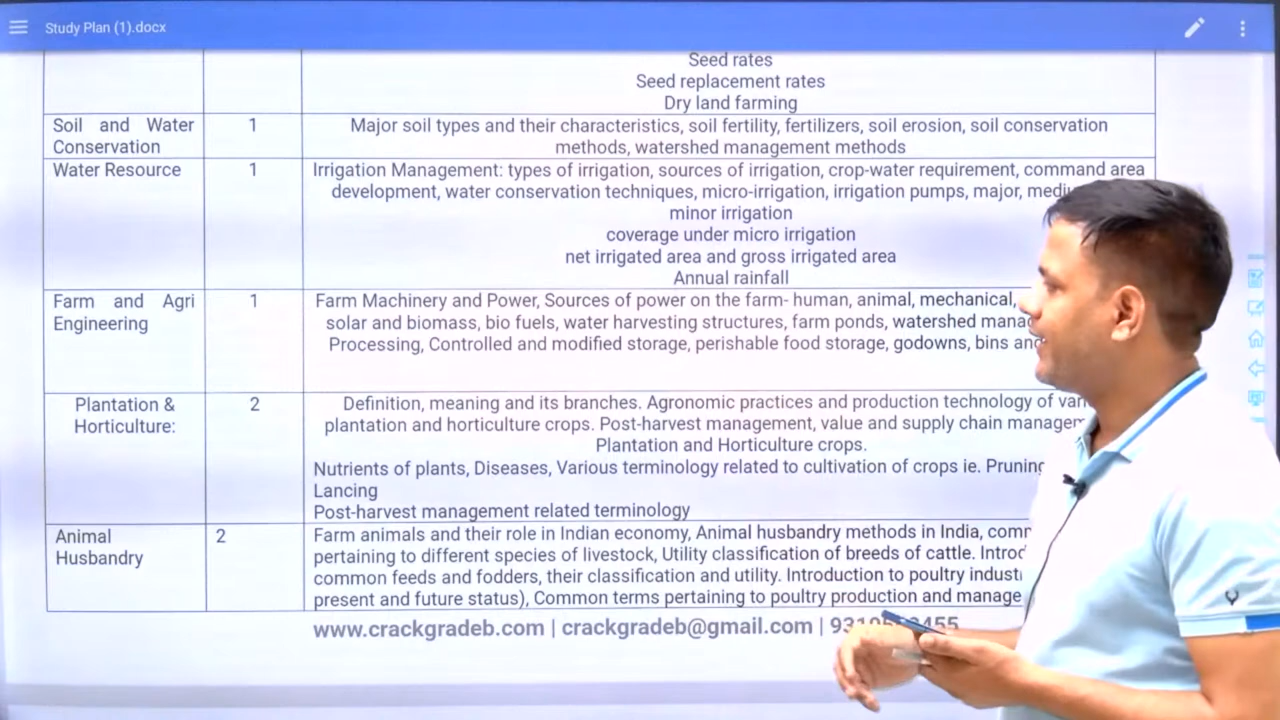 Study Plan (1).docx
Seed rates
Seed replacement rates
Dry land farming
Soil and Water
Conservation
1
Major soil types and their characteristics, soil fertility, fertilizers, soil erosion, soil conservation
methods, watershed management methods
Water Resource
1
Irrigation Management: types of irrigation, sources of irrigation, crop-water requirement, command area
development, water conservation techniques, micro-irrigation, irrigation pumps, major,
minor irrigation
coverage under micro irrigation
net irrigated area and gross irrigated area
Annual rainfall
Farm and Agri
Engineering
1
Farm Machinery and Power, Sources of power on the farm- human, animal, mechanical,
solar and biomass, bio fuels, water harvesting structures, farm ponds, watershed
Processing, Controlled and modified storage, perishable food storage, godowns, bins
Plantation &
Horticulture:
2
Definition, meaning and its branches. Agronomic practices and production technology of
plantation and horticulture crops. Post-harvest management, value and supply chain
Plantation and Horticulture crops.
Nutrients of plants, Diseases, Various terminology related to cultivation of crops ie. Pruning
Lancing
Post-harvest management related terminology
Animal
Husbandry
2
Farm animals and their role in Indian economy, Animal husbandry methods in India,
pertaining to different species of livestock, Utility classification of breeds of cattle.
common feeds and fodders, their classification and utility. Introduction to poultry
present and future status), Common terms pertaining to poultry production and
www.crackgradeb.com | crackgradeb@gmail.com |